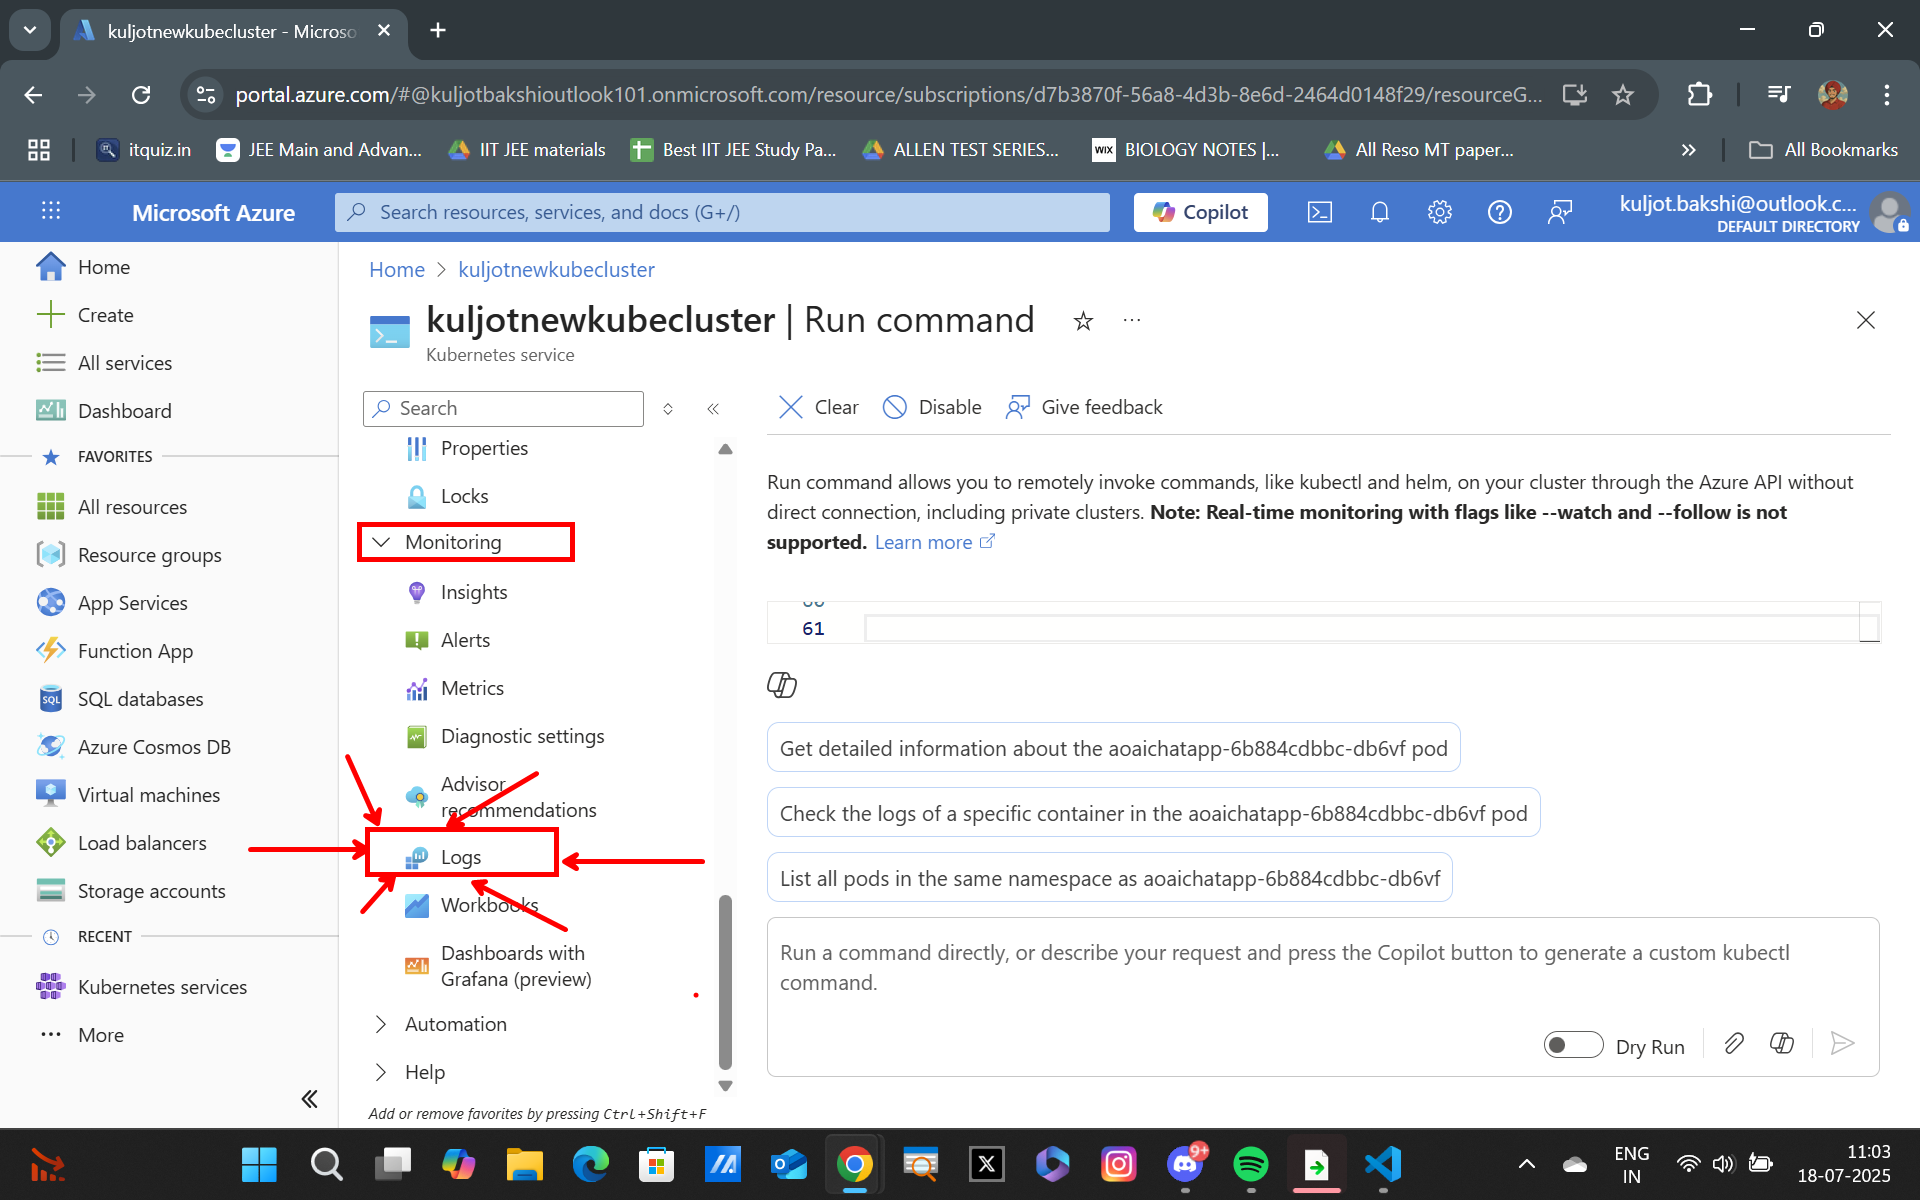 kuljotnewkubecluster - Microso
portal.azure.com/#@kuljotbakshioutlook101.onmicrosoft.com/resource/subscriptions/d7b3870f-56a8-4d3b-8e6d-2464d0148f29/resourceG...
itquiz.in
JEE Main and Advan...
IIT JEE materials
Best IIT JEE Study Pa...
ALLEN TEST SERIES...
WIX
BIOLOGY NOTES |...
All Reso MT paper...
All Bookmarks
Microsoft Azure
Search resources, services, and docs (G+/)
Copilot
kuljot.bakshi@outlook.c...
DEFAULT DIRECTORY
Home
Create
All services
Dashboard
FAVORITES
All resources
Resource groups
App Services
Function App
SQL
SQL databases
Azure Cosmos DB
Virtual machines
Load balancers
Storage accounts
RECENT
Kubernetes services
More
Home > kuljotnewkubecluster
kuljotnewkubecluster | Run command
Kubernetes service
Search
Properties
Locks
Monitoring
Insights
Alerts
Metrics
Diagnostic settings
Advisor
recommendations
Logs
Workbooks
Dashboards with
Grafana (preview)
Automation
Help
Add or remove favorites by pressing Ctrl+Shift+F
Clear
Disable
Give feedback
Run command allows you to remotely invoke commands, like kubectl and helm, on your cluster through the Azure API without
direct connection, including private clusters. Note: Real-time monitoring with flags like --watch and --follow is not
supported. Learn more
61
Get detailed information about the aoaichatapp-6b884cdbbc-db6vf pod
Check the logs of a specific container in the aoaichatapp-6b884cdbbc-db6vf pod
List all pods in the same namespace as aoaichatapp-6b884cdbbc-db6vf
Run a command directly, or describe your request and press the Copilot button to generate a custom kubectl
command.
Dry Run
9+
ENG
IN
11:03
18-07-2025